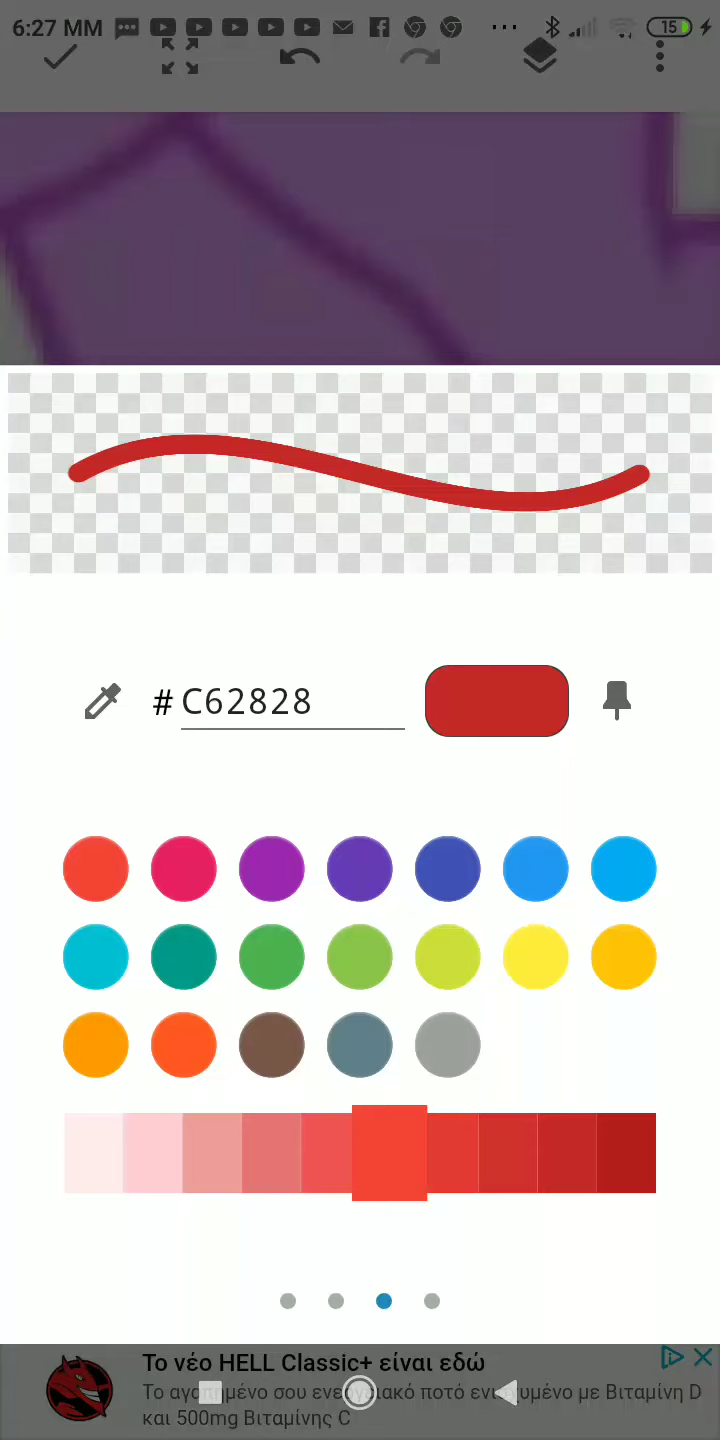 6:27 MM
15
# C62828
Το νέο HELL Classic+ είναι εδώ
Το αγαπημένο σου ενεργειακό ποτό ενισχυμένο με Βιταμίνη D
και 500mg Βιταμίνης C